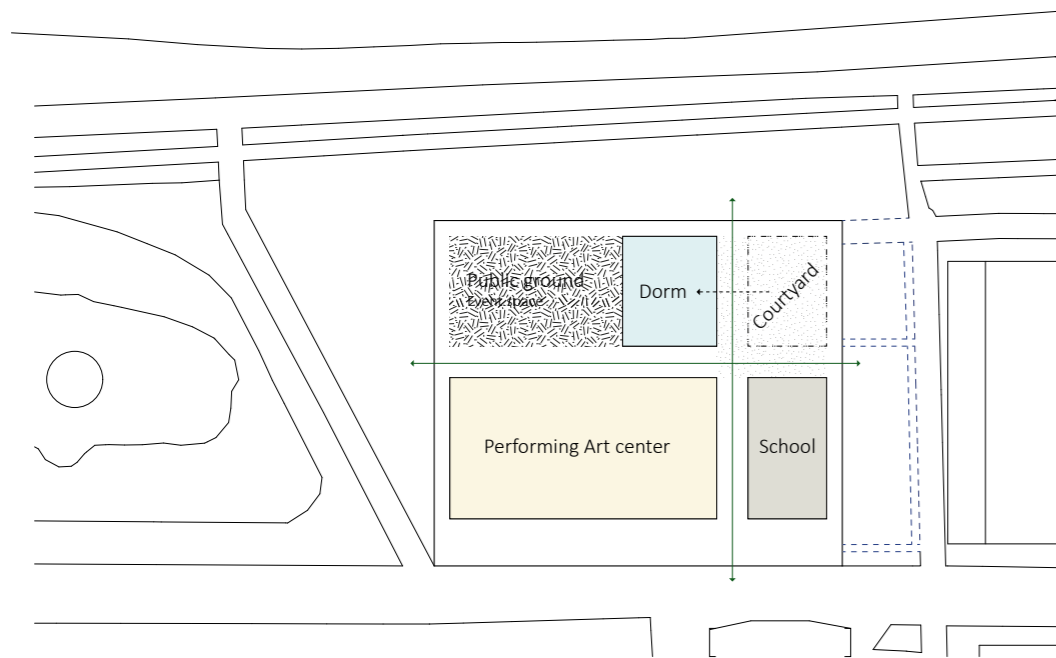 Public ground
Event space
Dorm
Courtyard
Performing Art center
School